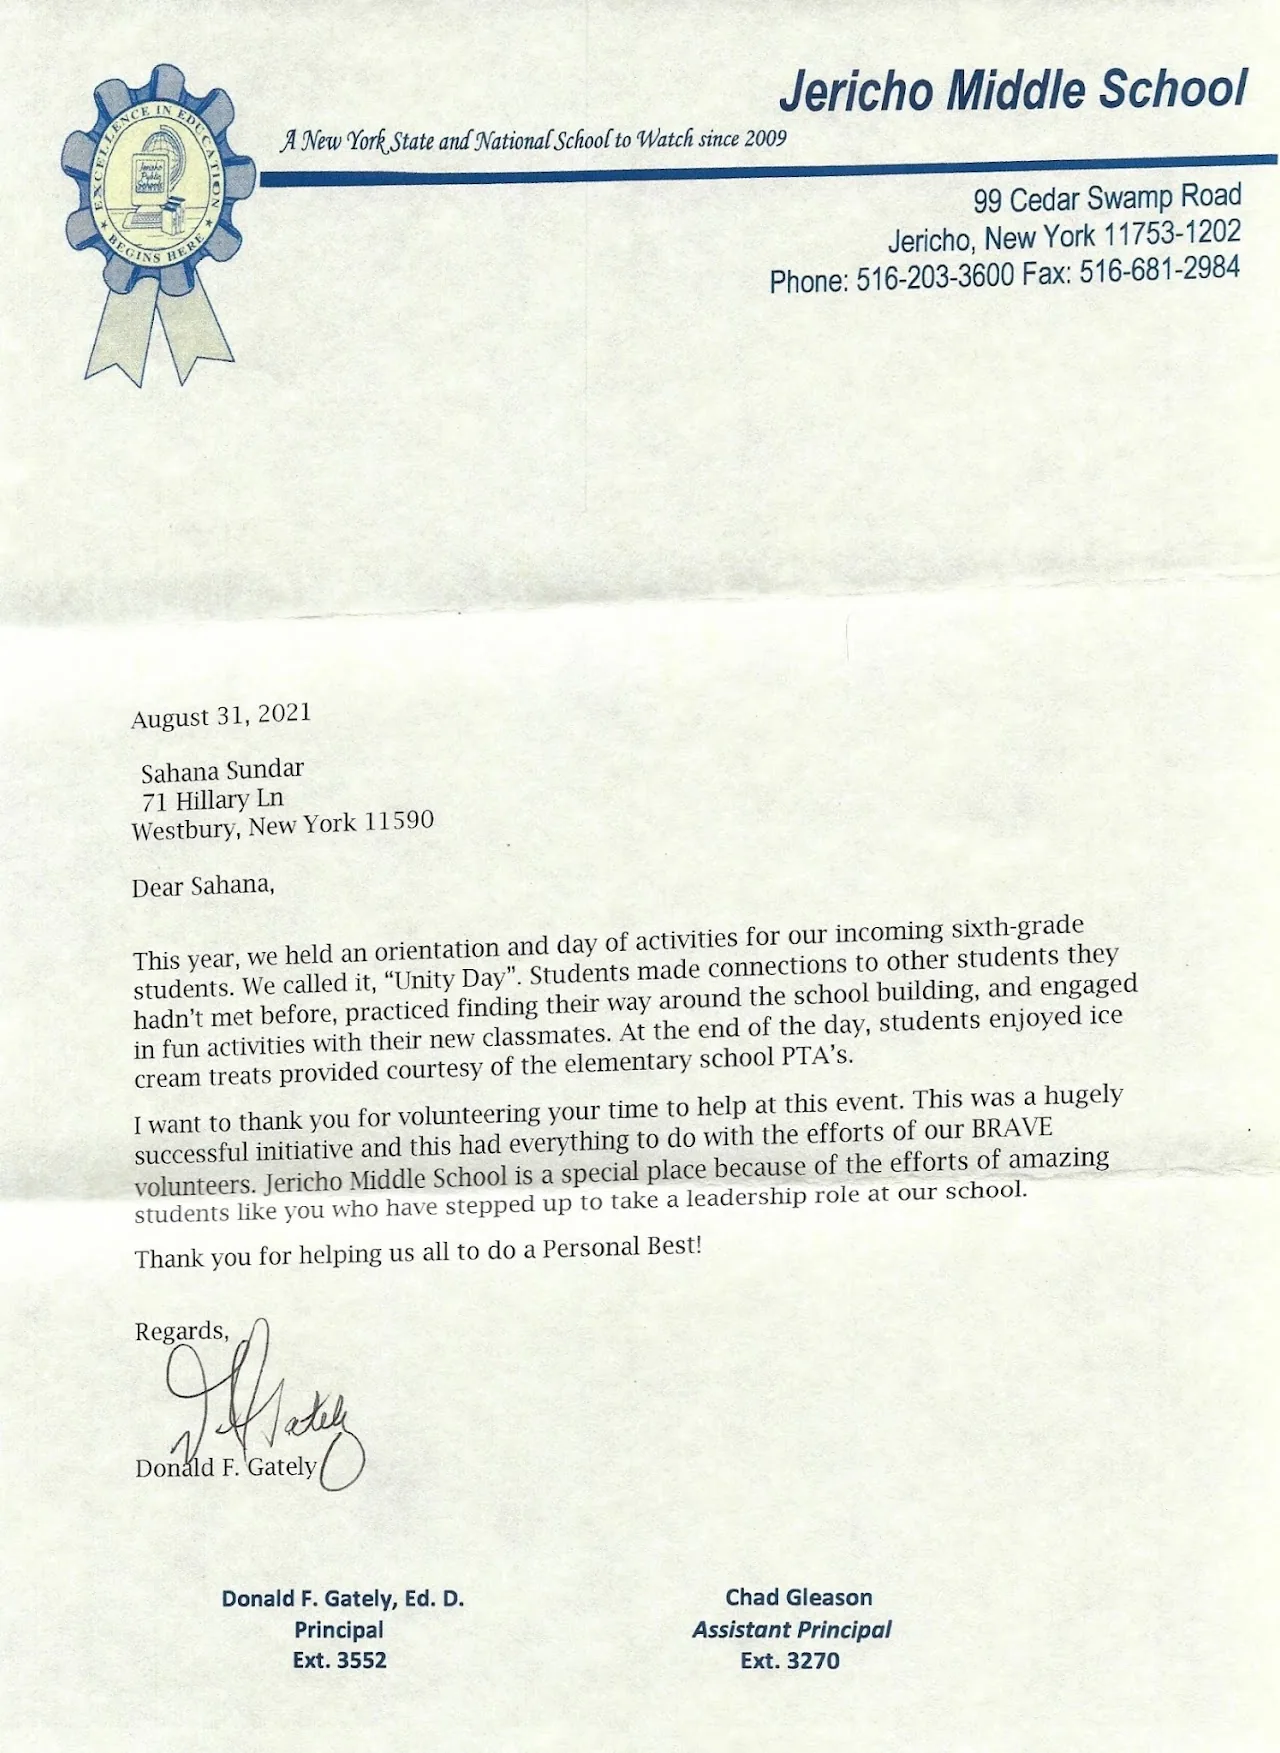 Jericho Middle School
A New York State and National School to Watch since 2009
EXCELLENCE IN EDUCATION
Jericho
Public
Schools
★ BEGINS HERE ★
99 Cedar Swamp Road
Jericho, New York 11753-1202
Phone: 516-203-3600 Fax: 516-681-2984
August 31, 2021
Sahana Sundar
71 Hillary Ln
Westbury, New York 11590
Dear Sahana,
This year, we held an orientation and day of activities for our incoming sixth-grade
students. We called it, “Unity Day”. Students made connections to other students they
hadn’t met before, practiced finding their way around the school building, and engaged
in fun activities with their new classmates. At the end of the day, students enjoyed ice
cream treats provided courtesy of the elementary school PTA’s.
I want to thank you for volunteering your time to help at this event. This was a hugely
successful initiative and this had everything to do with the efforts of our BRAVE
volunteers. Jericho Middle School is a special place because of the efforts of amazing
students like you who have stepped up to take a leadership role at our school.
Thank you for helping us all to do a Personal Best!
Regards,
D F Gately
Donald F. Gately
Donald F. Gately, Ed. D.
Principal
Ext. 3552
Chad Gleason
Assistant Principal
Ext. 3270